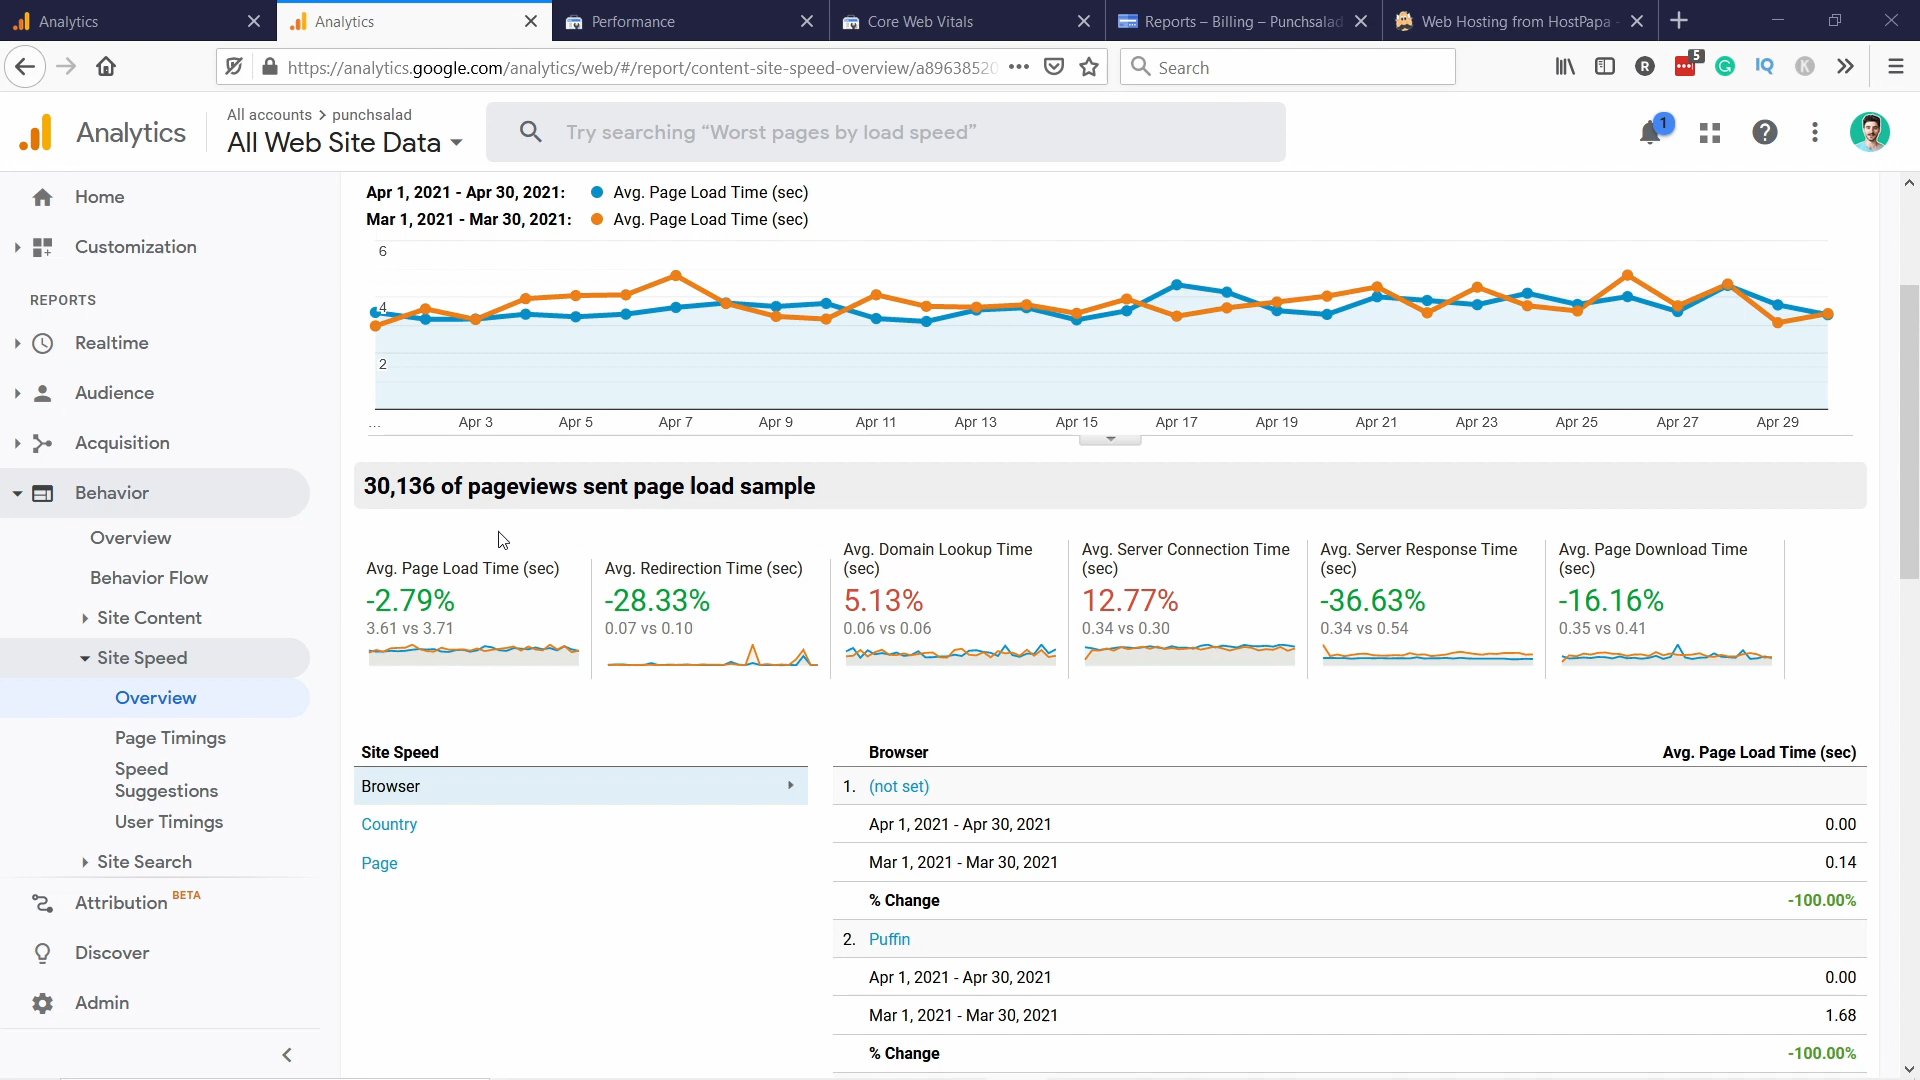 Analytics
Analytics
Performance
Core Web Vitals
Reports – Billing – Punchsalad
Web Hosting from HostPapa -
https://analytics.google.com/analytics/web/#/report/content-site-speed-overview/a89638520
Search
R
5
IQ
K
Analytics
All accounts > punchsalad
All Web Site Data
Try searching “Worst pages by load speed”
1
Home
Customization
REPORTS
Realtime
Audience
Acquisition
Behavior
Overview
Behavior Flow
Site Content
Site Speed
Overview
Page Timings
Speed
Suggestions
User Timings
Site Search
Attribution BETA
Discover
Admin
Apr 1, 2021 - Apr 30, 2021: Avg. Page Load Time (sec)
Mar 1, 2021 - Mar 30, 2021: Avg. Page Load Time (sec)
6
4
2
... Apr 3 Apr 5 Apr 7 Apr 9 Apr 11 Apr 13 Apr 15 Apr 17 Apr 19 Apr 21 Apr 23 Apr 25 Apr 27 Apr 29
30,136 of pageviews sent page load sample
Avg. Page Load Time (sec)
-2.79%
3.61 vs 3.71
Avg. Redirection Time (sec)
-28.33%
0.07 vs 0.10
Avg. Domain Lookup Time
(sec)
5.13%
0.06 vs 0.06
Avg. Server Connection Time
(sec)
12.77%
0.34 vs 0.30
Avg. Server Response Time
(sec)
-36.63%
0.34 vs 0.54
Avg. Page Download Time
(sec)
-16.16%
0.35 vs 0.41
Site Speed
Browser
Country
Page
Browser Avg. Page Load Time (sec)
1. (not set)
Apr 1, 2021 - Apr 30, 2021 0.00
Mar 1, 2021 - Mar 30, 2021 0.14
% Change -100.00%
2. Puffin
Apr 1, 2021 - Apr 30, 2021 0.00
Mar 1, 2021 - Mar 30, 2021 1.68
% Change -100.00%